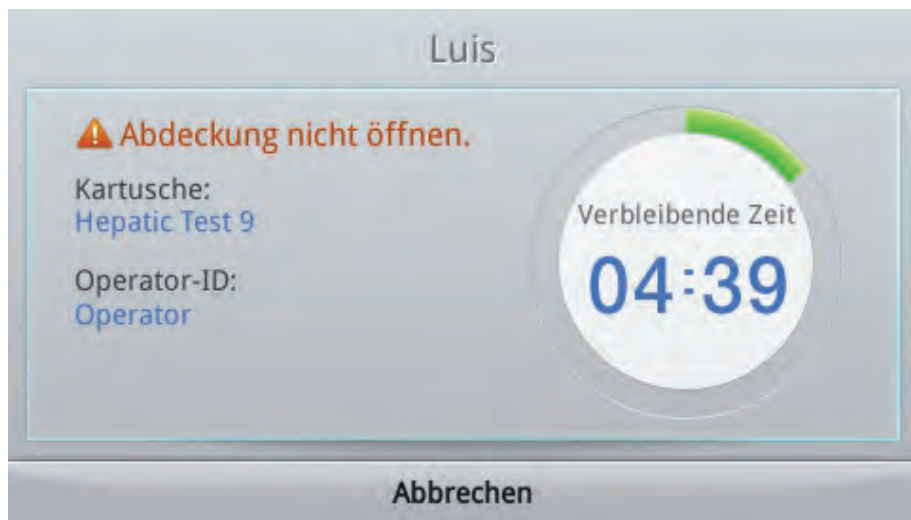 Luis
Abdeckung nicht öffnen.
Kartusche:
Hepatic Test 9
Operator-ID:
Operator
Verbleibende Zeit
04:39
Abbrechen